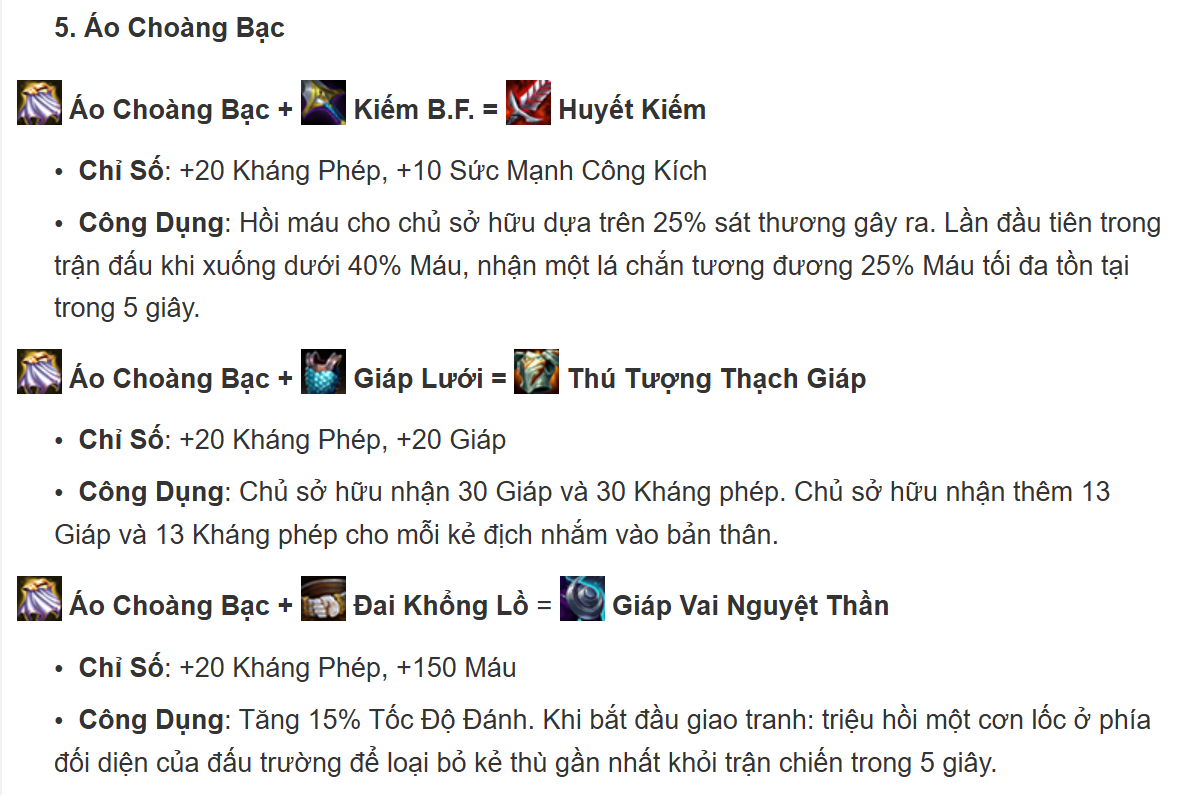 5. Áo Choàng Bạc
Áo Choàng Bạc + Kiếm B.F. = Huyết Kiếm
• Chỉ Số: +20 Kháng Phép, +10 Sức Mạnh Công Kích
• Công Dụng: Hồi máu cho chủ sở hữu dựa trên 25% sát thương gây ra. Lần đầu tiên trong
trận đấu khi xuống dưới 40% Máu, nhận một lá chắn tương đương 25% Máu tối đa tồn tại
trong 5 giây.
Áo Choàng Bạc + Giáp Lưới = Thú Tượng Thạch Giáp
• Chỉ Số: +20 Kháng Phép, +20 Giáp
• Công Dụng: Chủ sở hữu nhận 30 Giáp và 30 Kháng phép. Chủ sở hữu nhận thêm 13
Giáp và 13 Kháng phép cho mỗi kẻ địch nhắm vào bản thân.
Áo Choàng Bạc + Đai Khổng Lồ = Giáp Vai Nguyệt Thần
• Chỉ Số: +20 Kháng Phép, +150 Máu
• Công Dụng: Tăng 15% Tốc Độ Đánh. Khi bắt đầu giao tranh: triệu hồi một cơn lốc ở phía
đối diện của đấu trường để loại bỏ kẻ thù gần nhất khỏi trận chiến trong 5 giây.